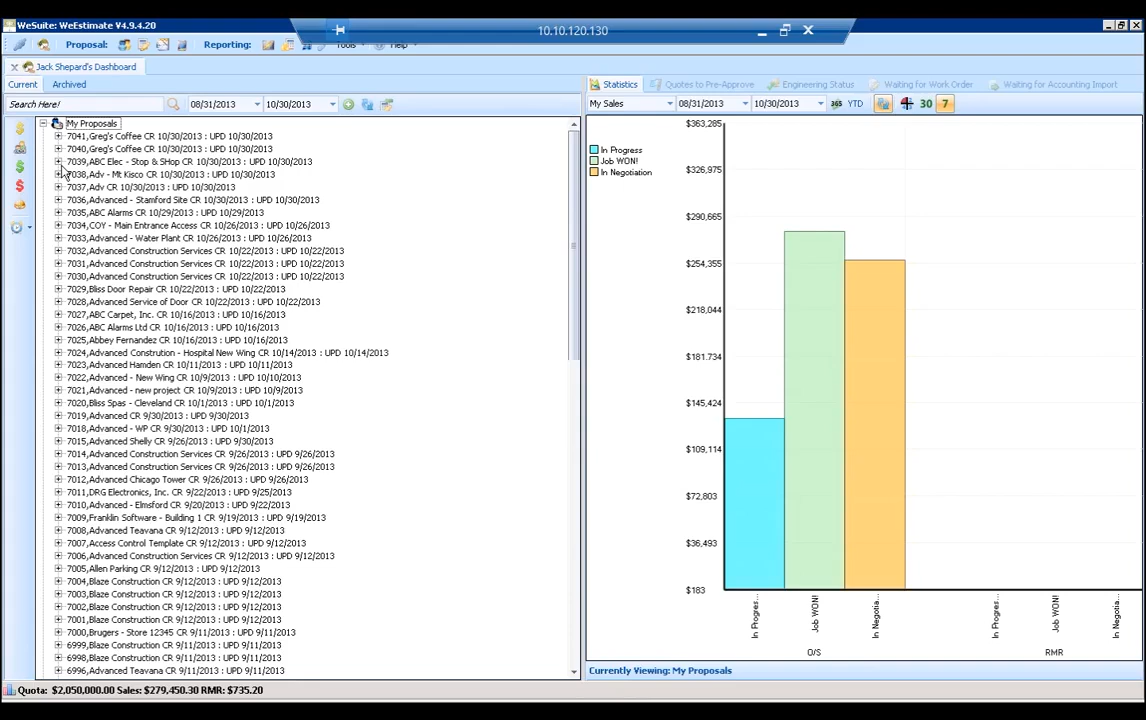 WeSuite: WeEstimate V4.9.4.20
10.10.120.130
Proposal: Reporting: Tools Help
Jack Shepard's Dashboard
Current Archived
Search Here! 08/31/2013 10/30/2013
My Proposals
7041,Greg's Coffee CR 10/30/2013 : UPD 10/30/2013
7040,Greg's Coffee CR 10/30/2013 : UPD 10/30/2013
7039,ABC Elec - Stop & SHop CR 10/30/2013 : UPD 10/30/2013
7038,Adv - Mt Kisco CR 10/30/2013 : UPD 10/30/2013
7037,Adv CR 10/30/2013 : UPD 10/30/2013
7036,Advanced - Stamford Site CR 10/30/2013 : UPD 10/30/2013
7035,ABC Alarms CR 10/29/2013 : UPD 10/29/2013
7034,COY - Main Entrance Access CR 10/26/2013 : UPD 10/26/2013
7033,Advanced - Water Plant CR 10/26/2013 : UPD 10/26/2013
7032,Advanced Construction Services CR 10/22/2013 : UPD 10/22/2013
7031,Advanced Construction Services CR 10/22/2013 : UPD 10/22/2013
7030,Advanced Construction Services CR 10/22/2013 : UPD 10/22/2013
7029,Bliss Door Repair CR 10/22/2013 : UPD 10/22/2013
7028,Advanced Service of Door CR 10/22/2013 : UPD 10/22/2013
7027,ABC Carpet, Inc. CR 10/16/2013 : UPD 10/16/2013
7026,ABC Alarms Ltd CR 10/16/2013 : UPD 10/16/2013
7025,Abbey Fernandez CR 10/16/2013 : UPD 10/16/2013
7024,Advanced Constrution - Hospital New Wing CR 10/14/2013 : UPD 10/14/2013
7023,Advanced Hamden CR 10/11/2013 : UPD 10/11/2013
7022,Advanced - New Wing CR 10/9/2013 : UPD 10/10/2013
7021,Advanced - new project CR 10/9/2013 : UPD 10/9/2013
7020,Bliss Spas - Cleveland CR 10/1/2013 : UPD 10/1/2013
7019,Advanced CR 9/30/2013 : UPD 9/30/2013
7018,Advanced - WP CR 9/30/2013 : UPD 10/1/2013
7015,Advanced Shelly CR 9/26/2013 : UPD 9/30/2013
7014,Advanced Construction Services CR 9/26/2013 : UPD 9/26/2013
7013,Advanced Construction Services CR 9/26/2013 : UPD 9/26/2013
7012,Advanced Chicago Tower CR 9/26/2013 : UPD 9/26/2013
7011,DRG Electronics, Inc. CR 9/22/2013 : UPD 9/25/2013
7010,Advanced - Elmsford CR 9/20/2013 : UPD 9/22/2013
7009,Franklin Software - Building 1 CR 9/19/2013 : UPD 9/19/2013
7008,Advanced Teavana CR 9/12/2013 : UPD 9/12/2013
7007,Access Control Template CR 9/12/2013 : UPD 9/12/2013
7006,Advanced Construction Services CR 9/12/2013 : UPD 9/12/2013
7005,Allen Parking CR 9/12/2013 : UPD 9/12/2013
7004,Blaze Construction CR 9/12/2013 : UPD 9/12/2013
7003,Blaze Construction CR 9/12/2013 : UPD 9/12/2013
7002,Blaze Construction CR 9/12/2013 : UPD 9/12/2013
7001,Blaze Construction CR 9/12/2013 : UPD 9/12/2013
7000,Brugers - Store 12345 CR 9/11/2013 : UPD 9/11/2013
6999,Blaze Construction CR 9/11/2013 : UPD 9/11/2013
6998,Blaze Construction CR 9/11/2013 : UPD 9/11/2013
6996,Advanced Teavana CR 9/11/2013 : UPD 9/11/2013
Statistics Quotes to Pre-Approve Engineering Status Waiting for Work Order Waiting for Accounting Import
My Sales 08/31/2013 10/30/2013 365 YTD 30 7
In Progress
Job WON!
In Negotiation
$363,285
$326,975
$290,665
$254,355
$218,044
$181.734
$145,424
$109,114
$72,803
$36,493
$183
In Progres... Job WON! In Negotia... In Progres... Job WON! In Negotia...
O/S RMR
Currently Viewing: My Proposals
Quota: $2,050,000.00 Sales: $279,450.30 RMR: $735.20